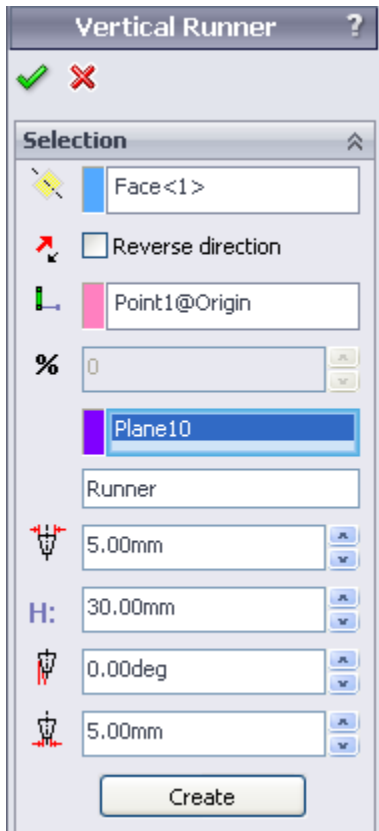 Vertical Runner ?
Selection
Face<1>
Reverse direction
Point1@Origin
% 0
Plane10
Runner
5.00mm
H: 30.00mm
0.00deg
5.00mm
Create